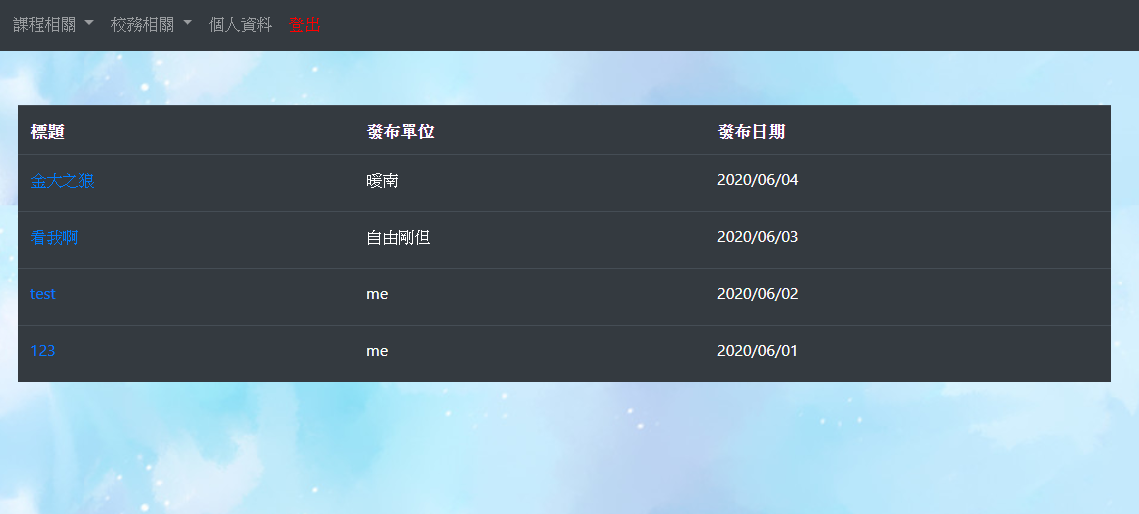 課程相關 校務相關 個人資料 登出
標題 發布單位 發布日期
金大之狼 暖南 2020/06/04
看我啊 自由剛但 2020/06/03
test me 2020/06/02
123 me 2020/06/01